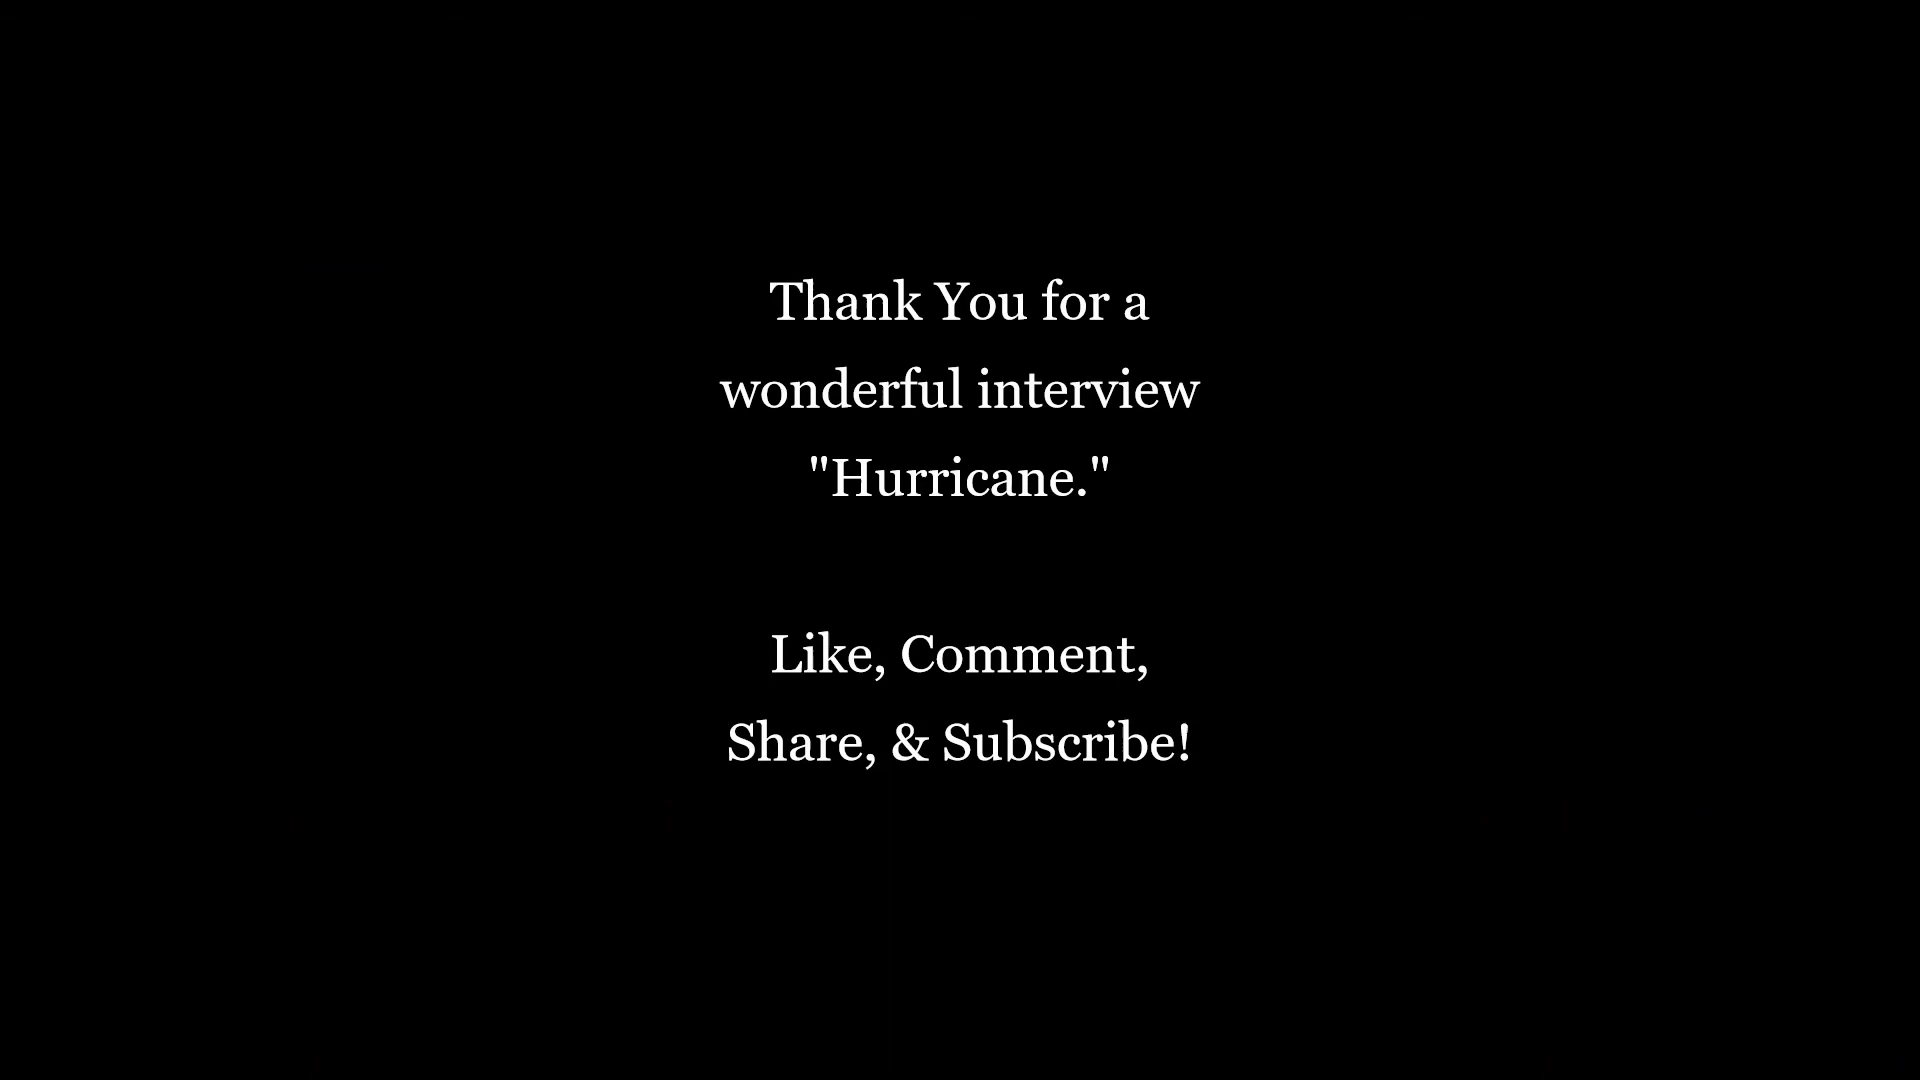 Thank You for a
wonderful interview
"Hurricane."
Like, Comment,
Share, & Subscribe!